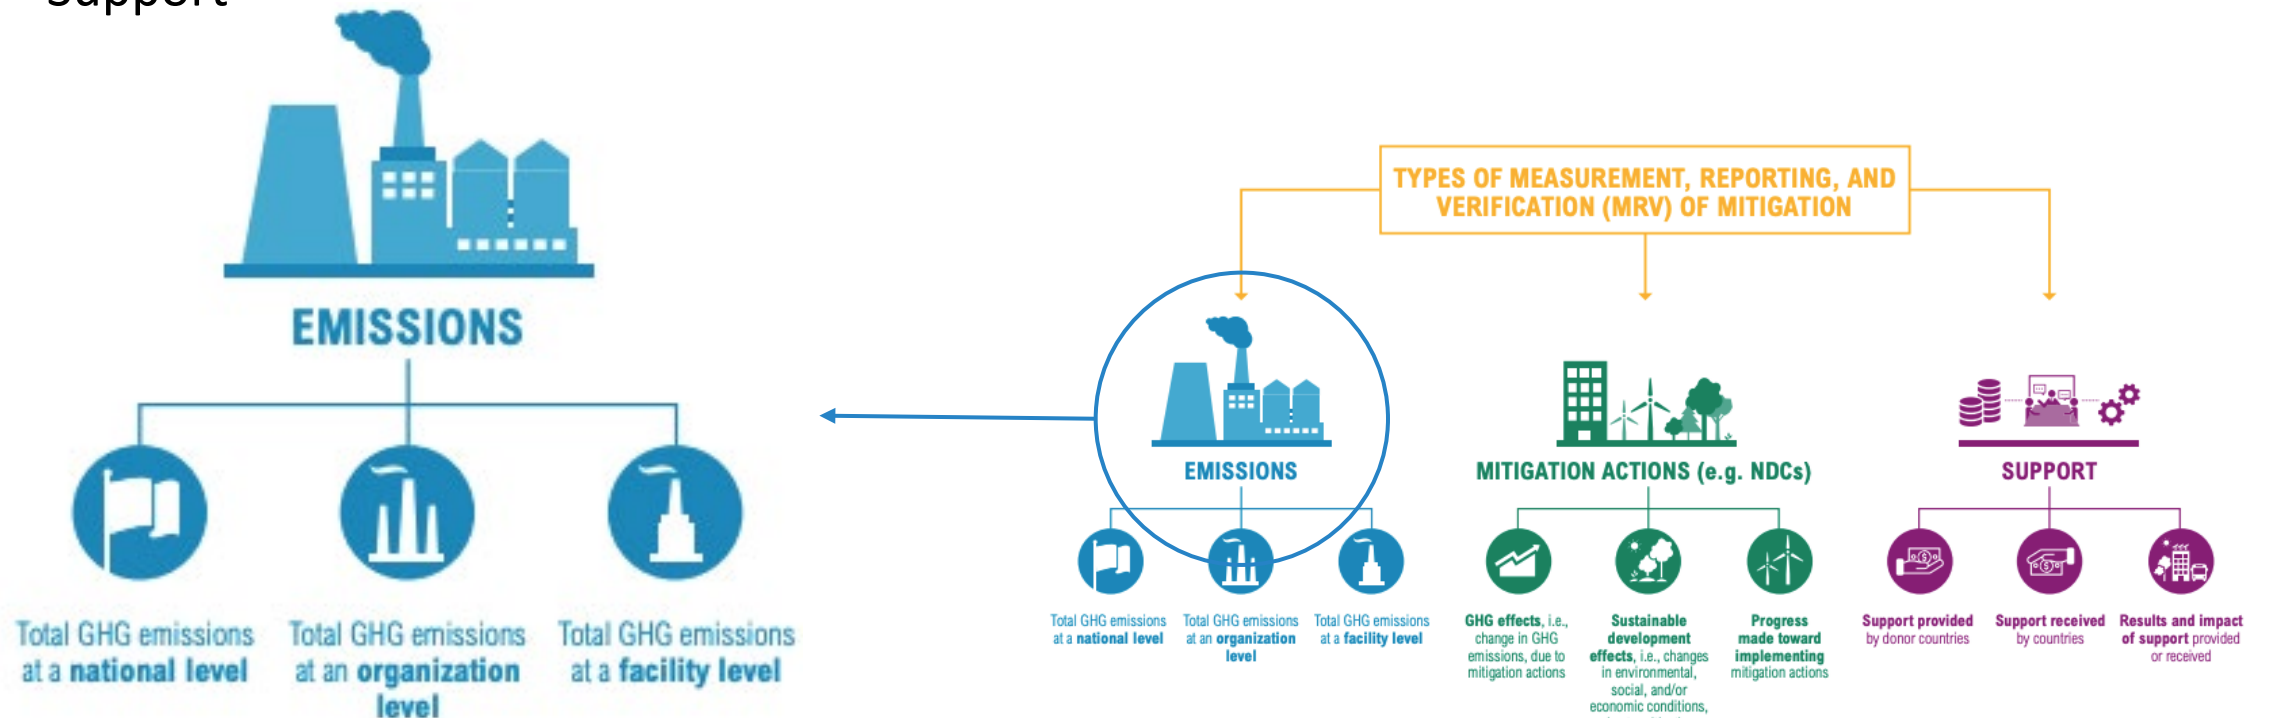 Support
EMISSIONS
Total GHG emissions
at a national level
Total GHG emissions
at an organization
level
Total GHG emissions
at a facility level
TYPES OF MEASUREMENT, REPORTING, AND
VERIFICATION (MRV) OF MITIGATION
EMISSIONS
Total GHG emissions
at a national level
Total GHG emissions
at an organization
level
Total GHG emissions
at a facility level
MITIGATION ACTIONS (e.g. NDCs)
GHG effects, i.e.,
change in GHG
emissions, due to
mitigation actions
Sustainable
development
effects, i.e., changes
in environmental,
social, and/or
economic conditions,
Progress
made toward
implementing
mitigation actions
SUPPORT
Support provided
by donor countries
Support received
by countries
Results and impact
of support provided
or received